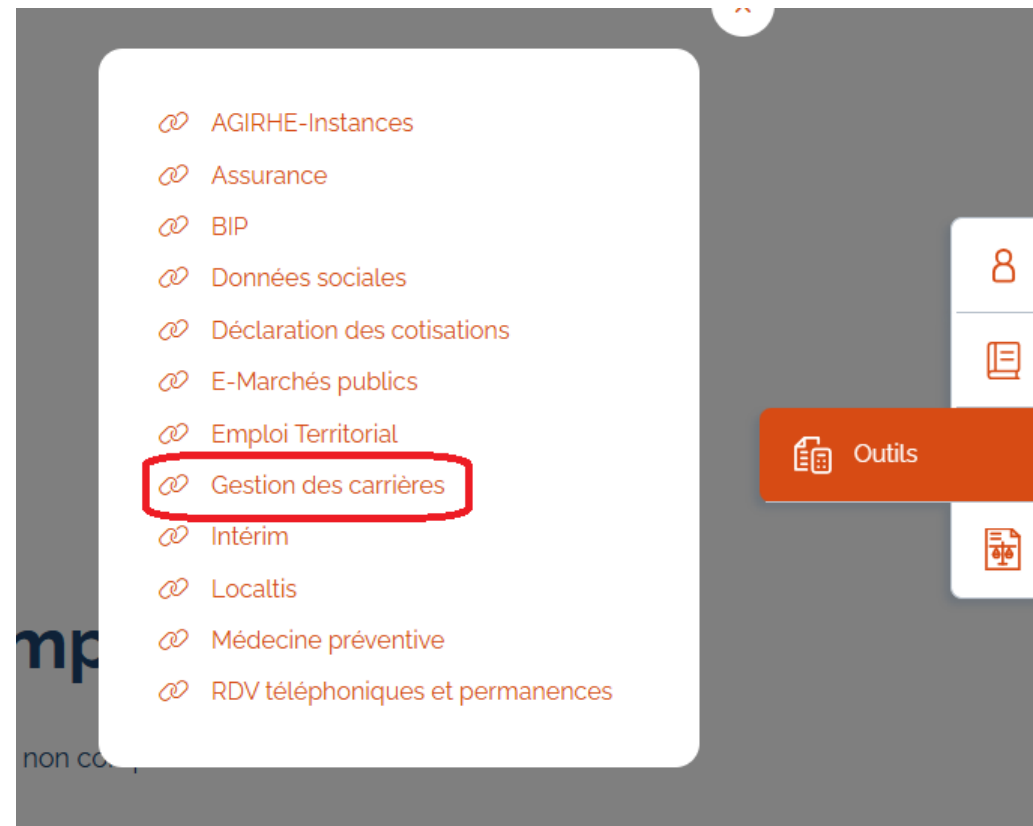 AGIRHE-Instances
Assurance
BIP
Données sociales
Déclaration des cotisations
E-Marchés publics
Emploi Territorial
Gestion des carrières
Intérim
Localtis
Médecine préventive
RDV téléphoniques et permanences
Outils
mp
non co